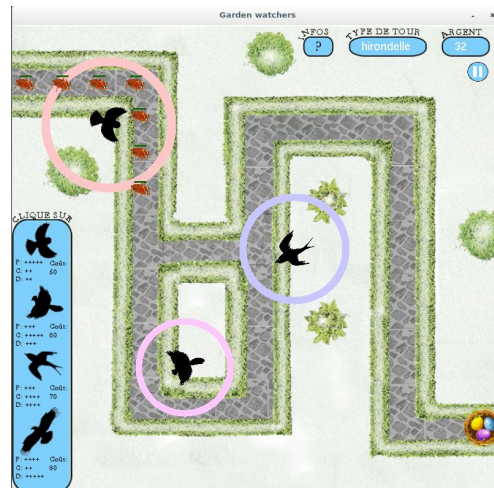 Garden watchers
INFOS
?
TYPE DE TOUR
hirondelle
ARGENT
32
CLIQUE SUR
P: +++++ Coût:
C: ++ 50
D: ++
P: +++ Coût:
C: +++++ 60
D: +++
P: +++ Coût:
C: ++++ 70
D: ++++
P: ++++ Coût:
C: ++ 80
D: +++++